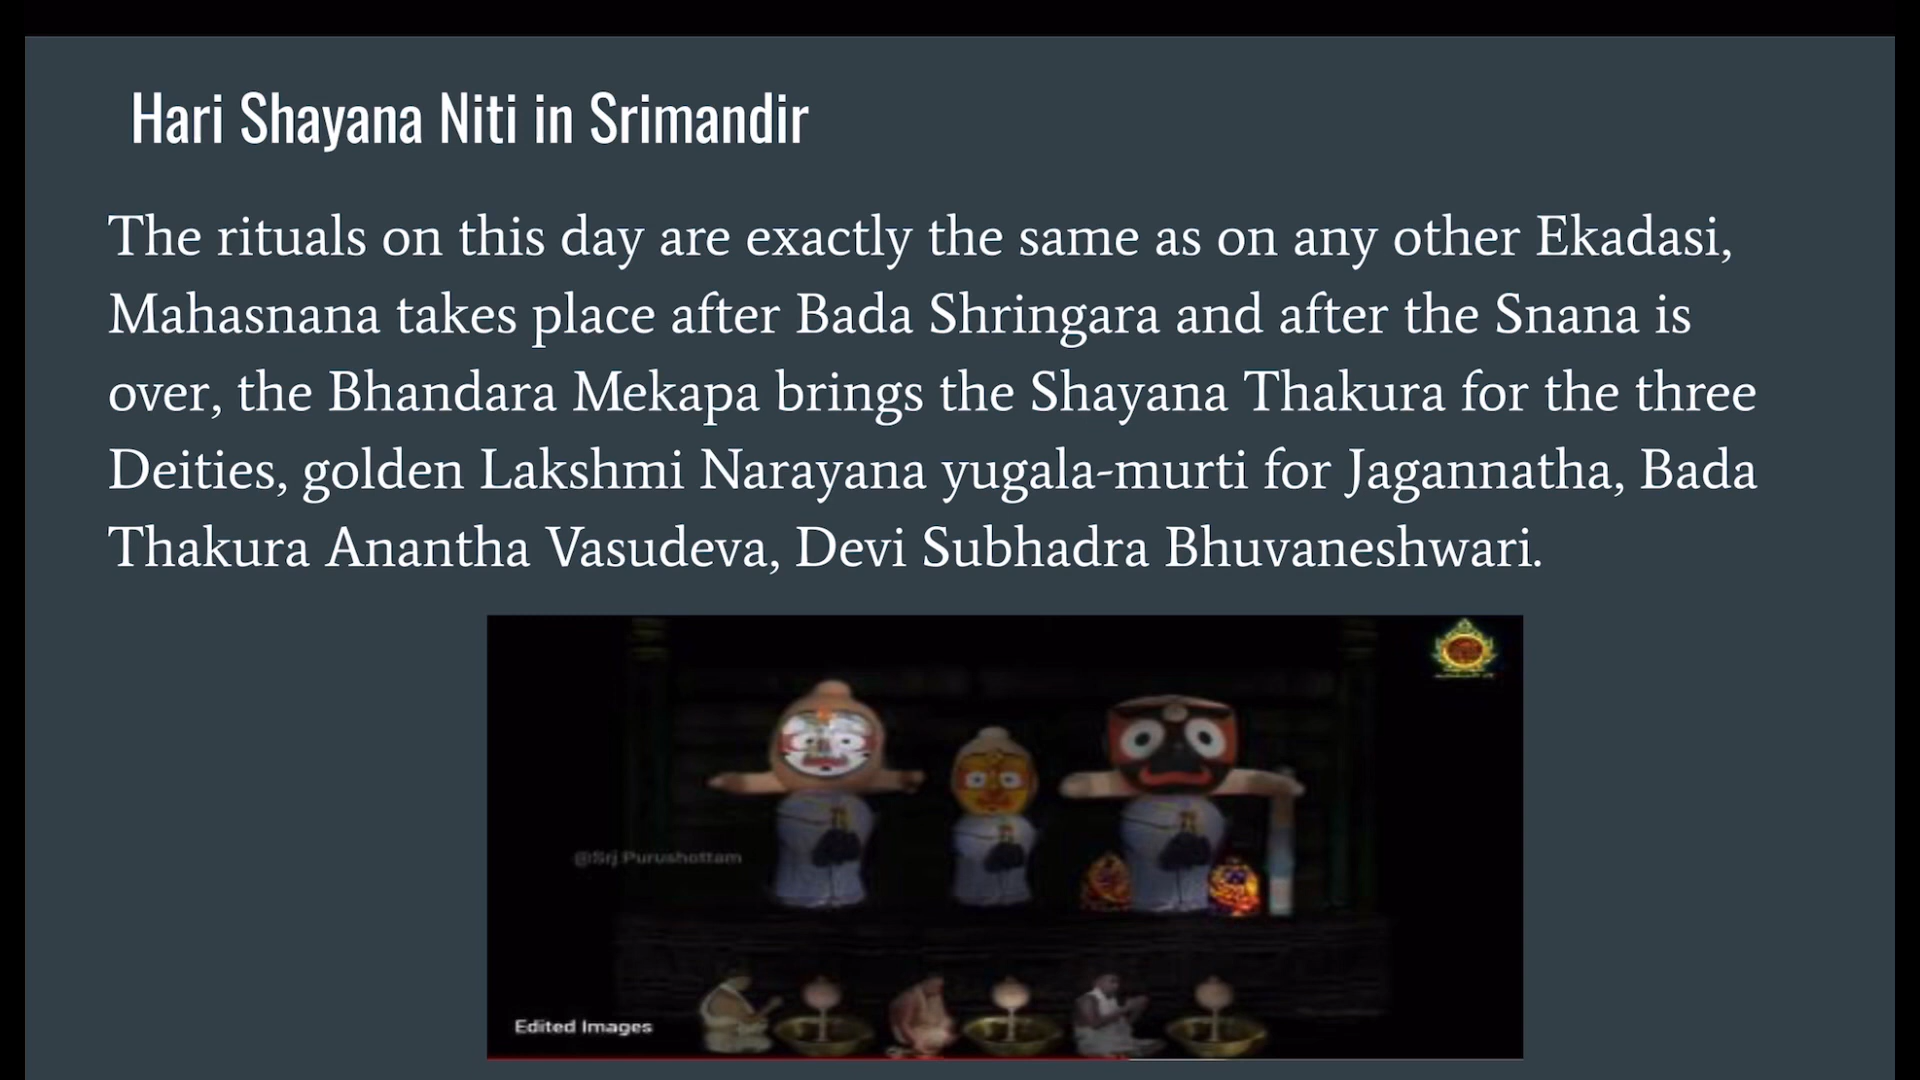 Hari Shayana Niti in Srimandir
The rituals on this day are exactly the same as on any other Ekadasi,
Mahasnana takes place after Bada Shringara and after the Snana is
over, the Bhandara Mekapa brings the Shayana Thakura for the three
Deities, golden Lakshmi Narayana yugala-murti for Jagannatha, Bada
Thakura Anantha Vasudeva, Devi Subhadra Bhuvaneshwari.
@Srj Purushottam
Edited Images